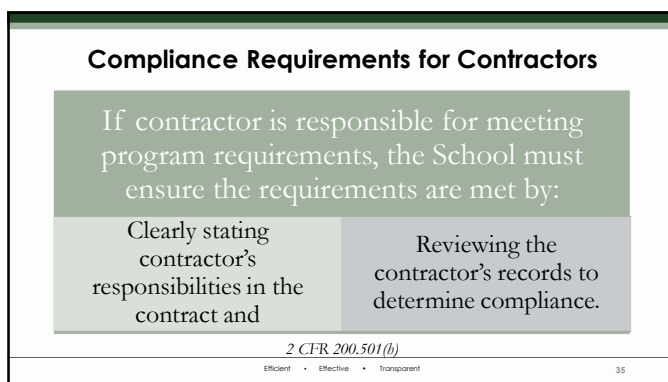 Compliance Requirements for Contractors
If contractor is responsible for meeting
program requirements, the School must
ensure the requirements are met by:
Clearly stating
contractor's
responsibilities in the
contract and
Reviewing the
contractor's records to
determine compliance.
2 CFR 200.501(h)
Efficient • Effective • Transparent
35